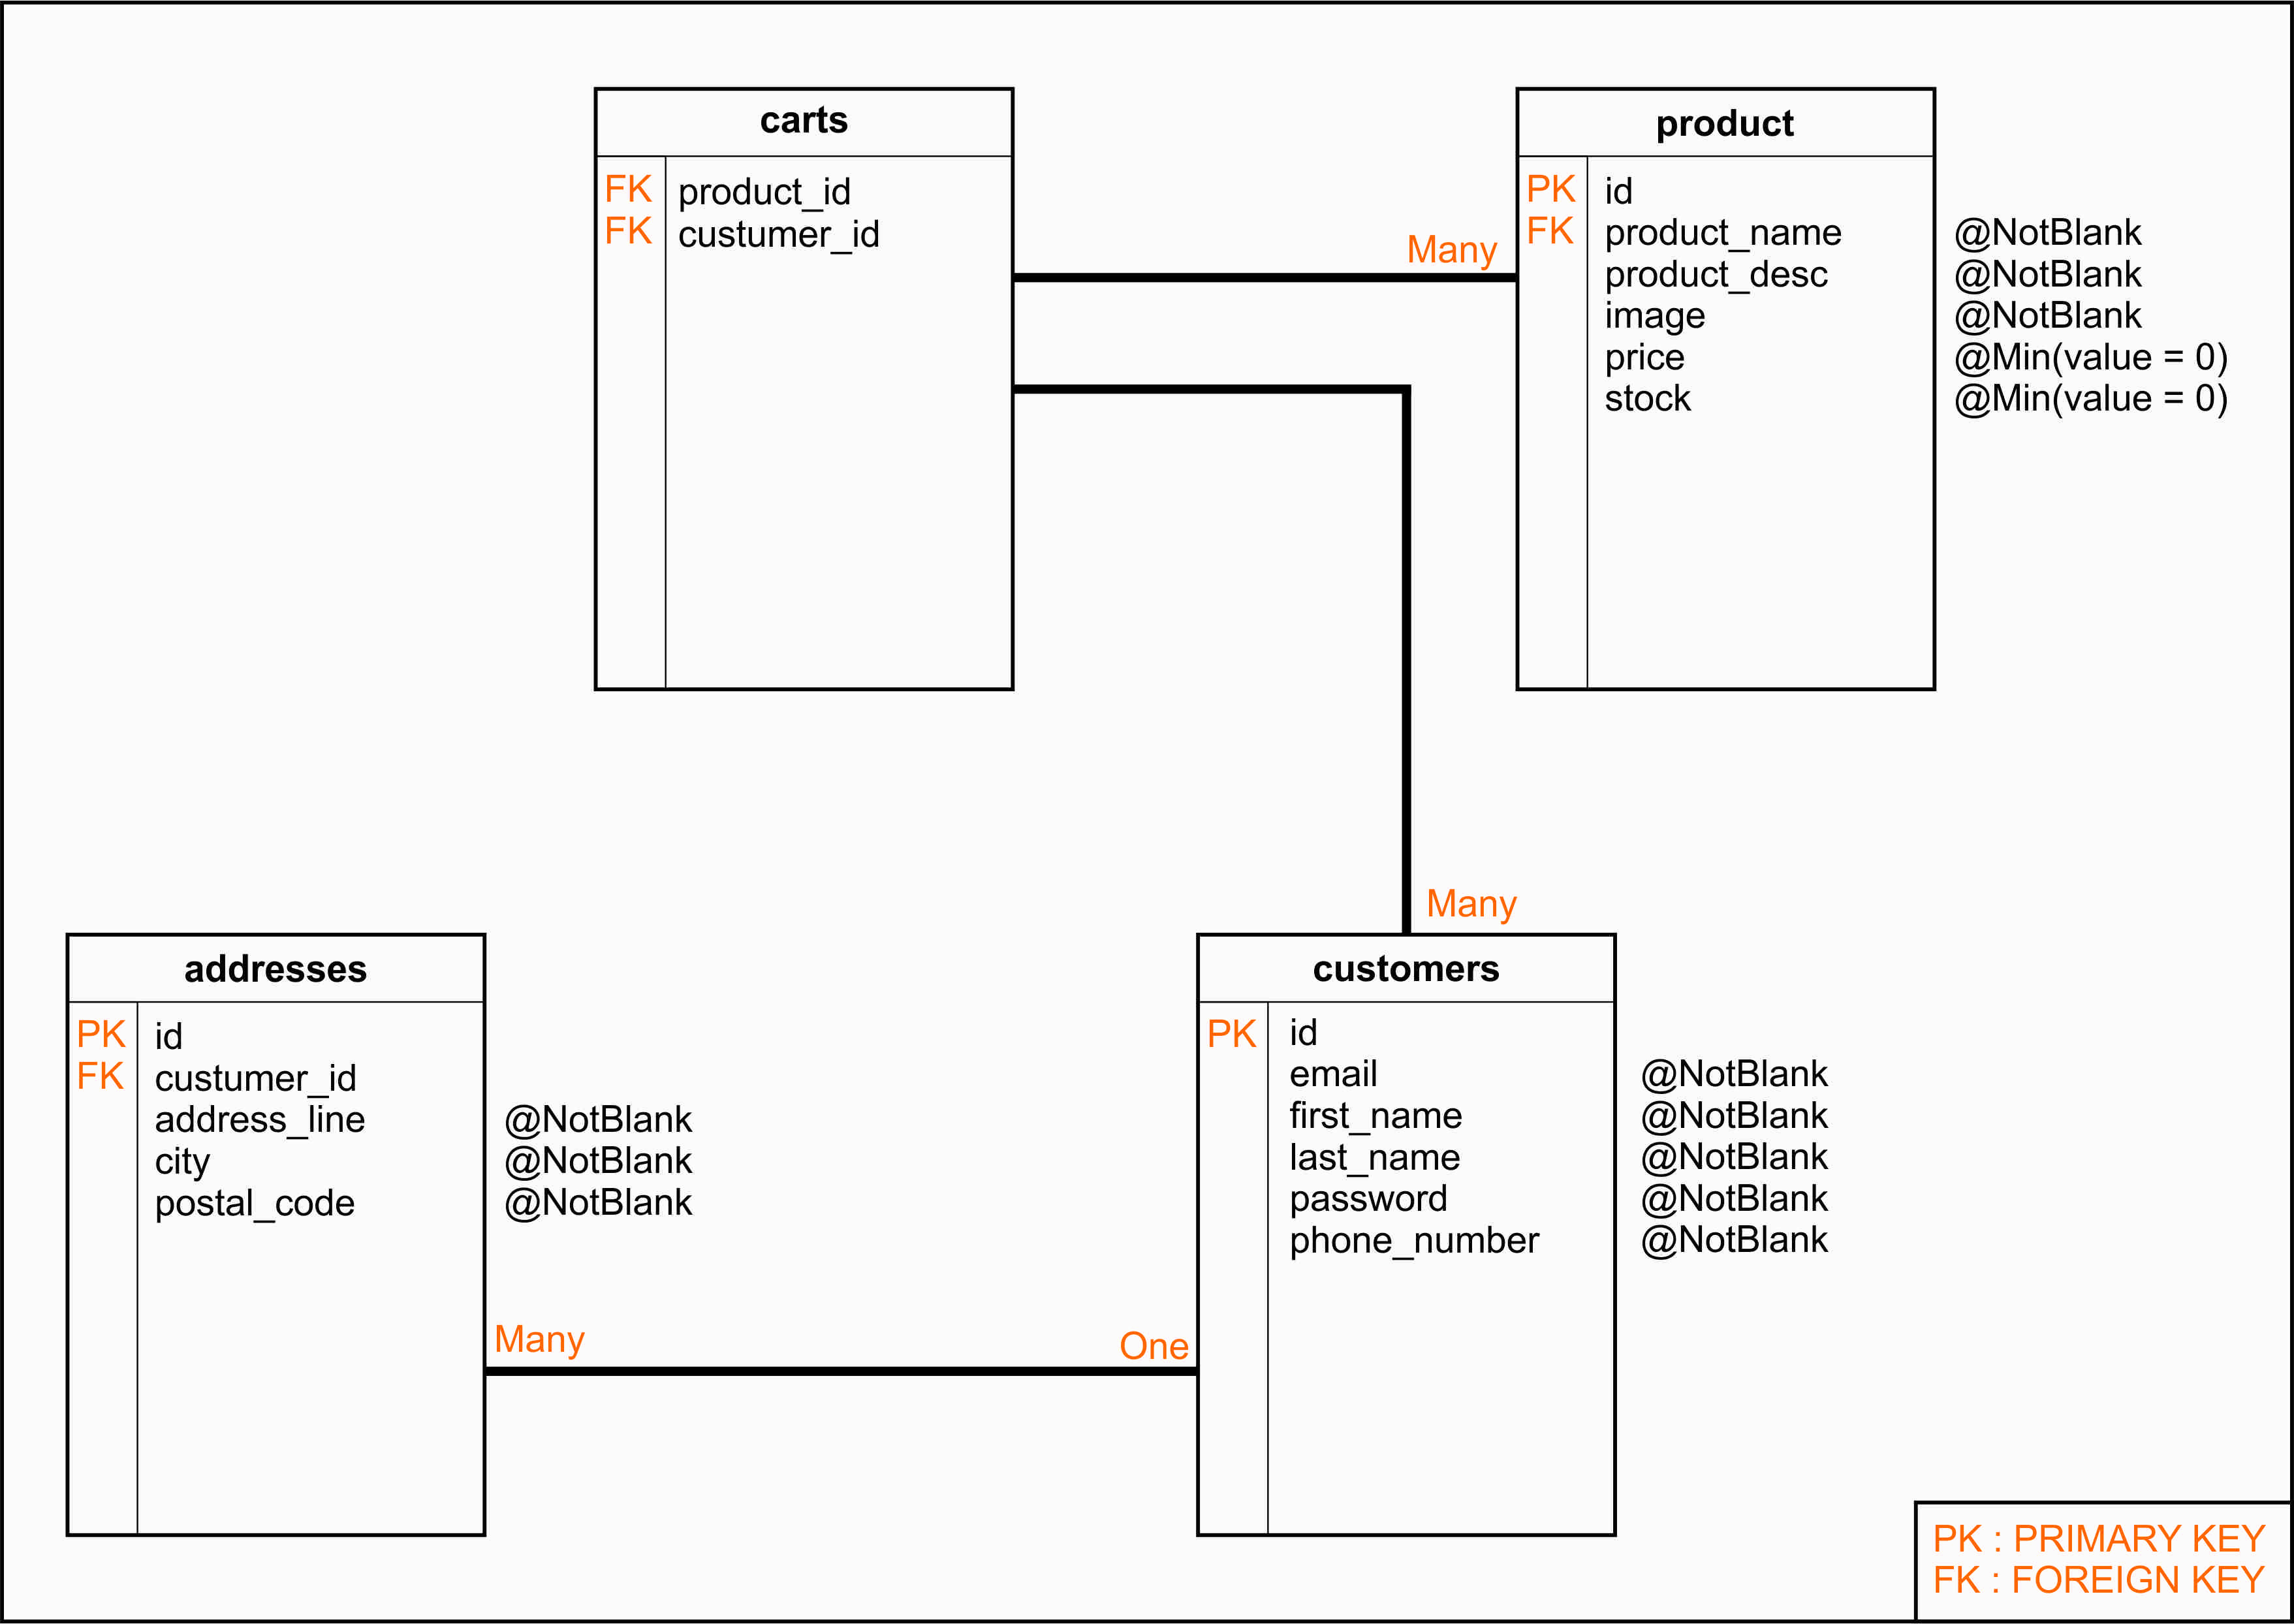 carts
FK product_id
FK custumer_id
product
PK id
FK product_name @NotBlank
product_desc @NotBlank
image @NotBlank
price @Min(value = 0)
stock @Min(value = 0)
Many
Many
addresses
PK id
FK custumer_id
address_line @NotBlank
city @NotBlank
postal_code @NotBlank
customers
PK id
email @NotBlank
first_name @NotBlank
last_name @NotBlank
password @NotBlank
phone_number @NotBlank
Many One
PK : PRIMARY KEY
FK : FOREIGN KEY